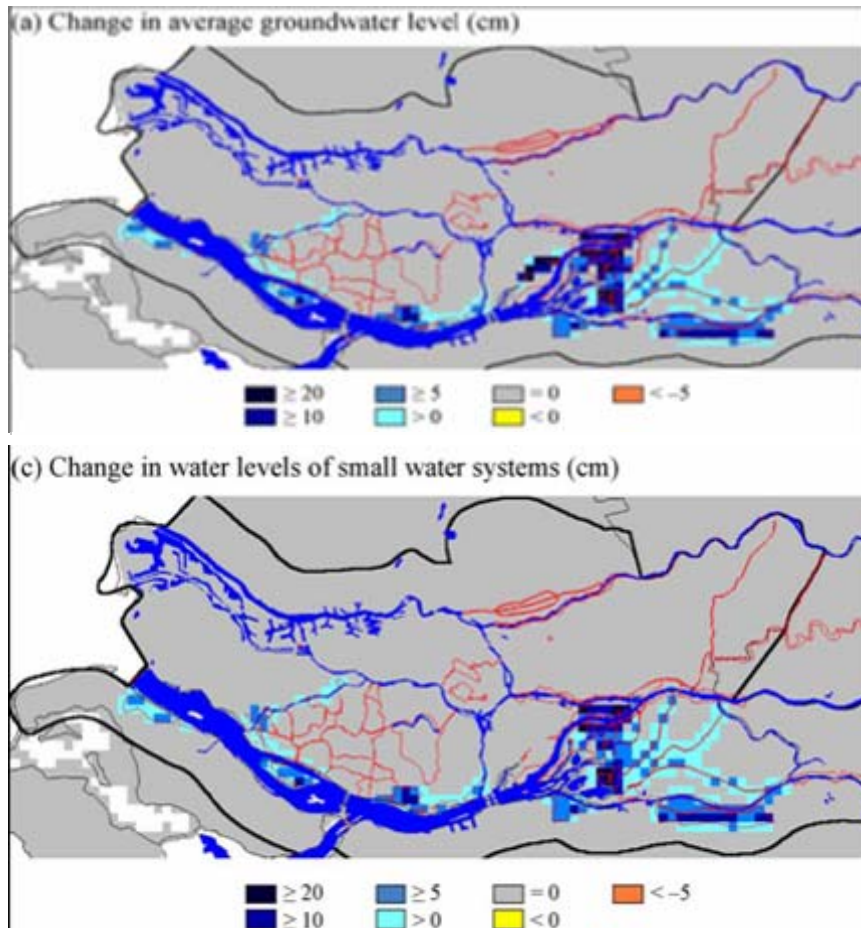 (a) Change in average groundwater level (cm)
≥ 20 ≥ 5 = 0 < –5
≥ 10 > 0 < 0
(c) Change in water levels of small water systems (cm)
≥ 20 ≥ 5 = 0 < –5
≥ 10 > 0 < 0